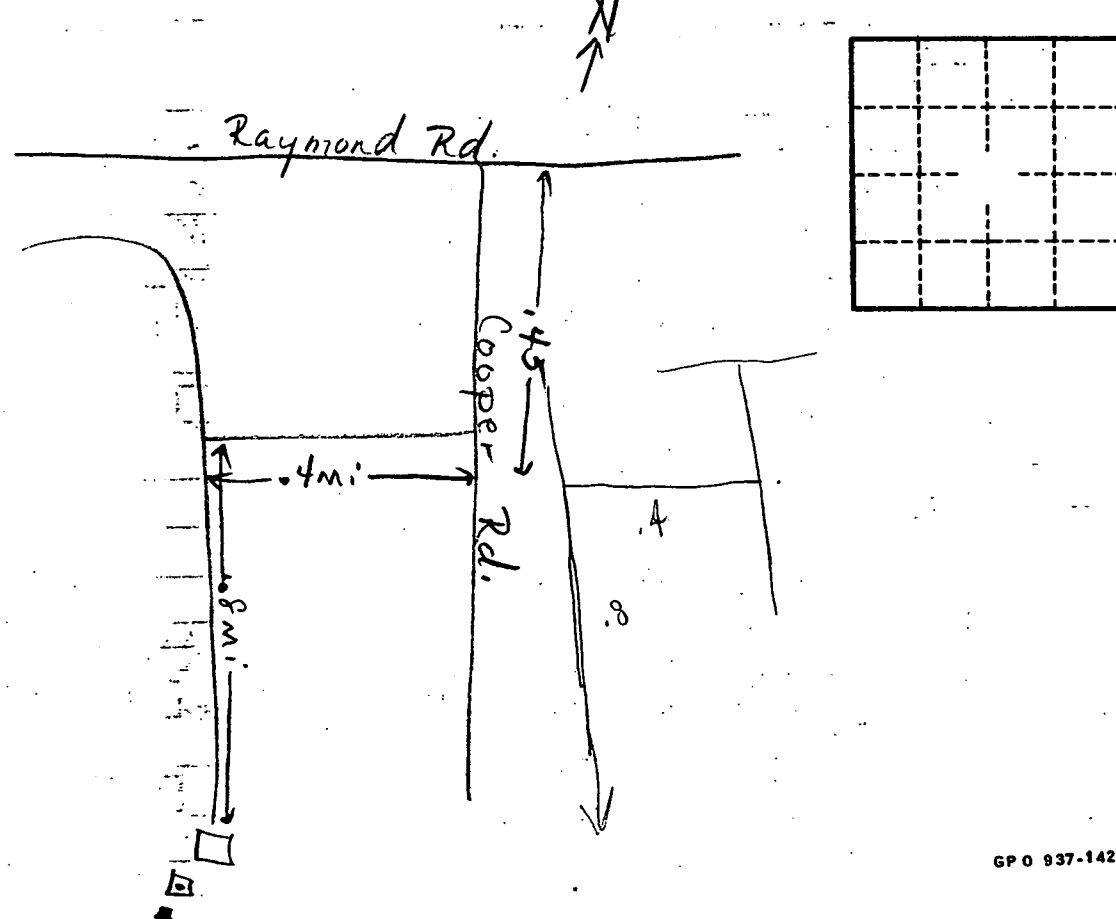 N
Raymond Rd.
.45
Cooper Rd.
.4mi
.4
.8mi
.8
GPO 937-142